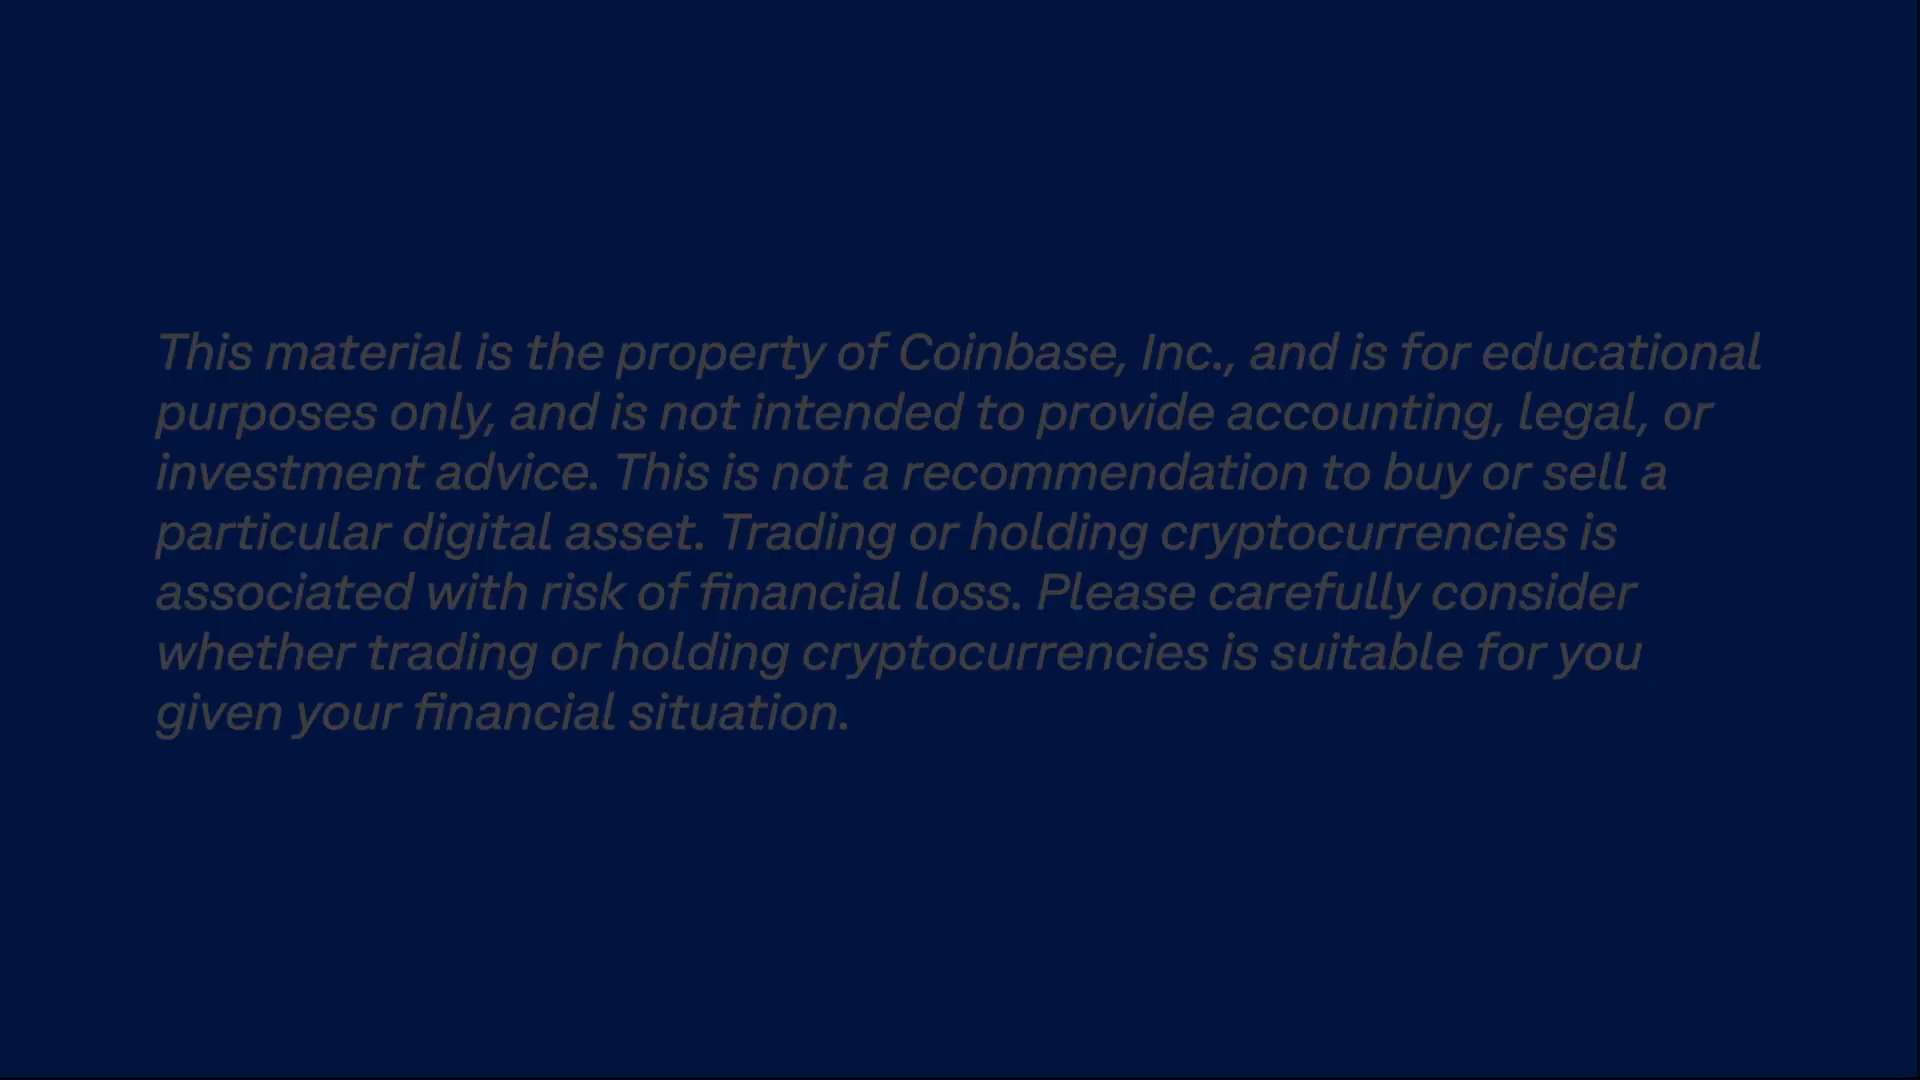 This material is the property of Coinbase, Inc., and is for educational
purposes only, and is not intended to provide accounting, legal, or
investment advice. This is not a recommendation to buy or sell a
particular digital asset. Trading or holding cryptocurrencies is
associated with risk of financial loss. Please carefully consider
whether trading or holding cryptocurrencies is suitable for you
given your financial situation.